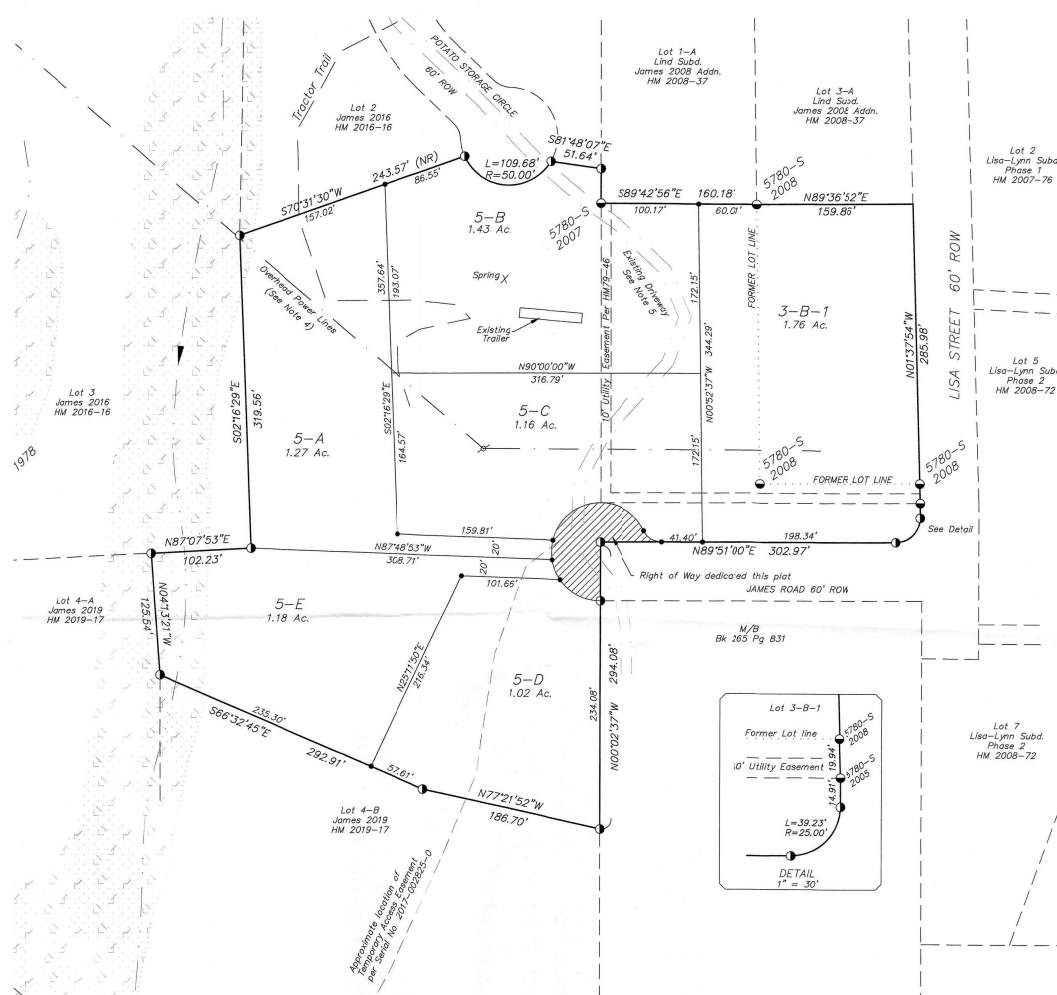 Lot 1-A
Lind Subd.
James 2008 Addn.
HM 2008-37
POTATO STORAGE CIRCLE
60' ROW
Tractor Trail
Lot 2
James 2016
HM 2016-16
Lot 3-A
Lind Subd.
James 2008 Addn.
HM 2008-37
S81°48'07"E
51.64'
Lot 2
Lisa-Lynn Subd.
Phase 1
HM 2007-76
243.57' (NR)
86.55'
L=109.68'
R=50.00'
S70°31'30"W
157.02'
S89°42'56"E
160.18'
100.17'
60.01'
5780-S
2008
N89°36'52"E
159.86'
5-B
1.43 Ac.
5780-S
2007
Spring X
357.64'
193.07'
Overhead Power Lines
(See Note 4)
10' Utility Easement Per HM79-46
Existing Driveway
See Note 5
172.15'
344.29'
FORMER LOT LINE
3-B-1
1.76 Ac.
N01°37'54"W
285.98'
LISA STREET 60' ROW
Existing
Trailer
N90°00'00"W
316.79'
N00°52'37"W
Lot 5
Lisa-Lynn Subd
Phase 2
HM 2008-72
Lot 3
James 2016
HM 2016-16
S02°16'29"E
319.56'
S02°16'29"E
164.57'
5-C
1.16 Ac.
5-A
1.27 Ac.
172.15'
1978
5780-S
2008
FORMER LOT LINE
5780-S
2008
See Detail
159.81'
20'
N87°48'53"W
308.71'
N87°07'53"E
102.23'
41.40'
198.34'
N89°51'00"E
302.97'
20'
101.66'
Right of Way dedicated this plat
JAMES ROAD 60' ROW
Lot 4-A
James 2019
HM 2019-17
N04°13'21"W
125.54'
5-E
1.18 Ac.
M/B
Bk 265 Pg 831
N25°11'50"E
216.34'
5-D
1.02 Ac.
294.08'
234.08'
N00°02'37"W
235.30'
S66°32'45"E
292.91'
57.61'
N77°21'52"W
186.70'
Lot 4-B
James 2019
HM 2019-17
Lot 7
Lisa-Lynn Subd.
Phase 2
HM 2008-72
Approximate location of
Temporary Access Easement
per Serial No. 2017-002825-0
Lot 3-B-1
Former Lot line
5780-S
2008
10' Utility Easement
19.94'
5780-S
2005
14.91'
L=39.23'
R=25.00'
DETAIL
1" = 30'